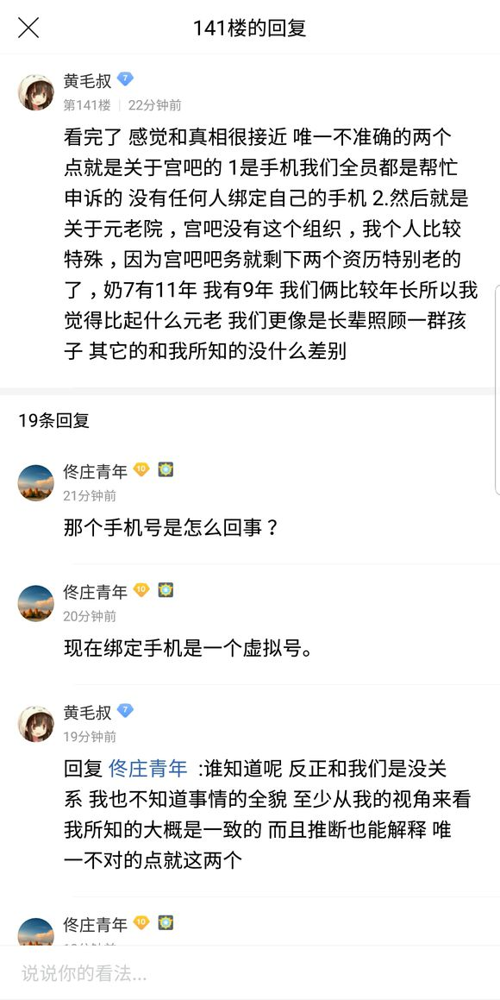 141楼的回复
黄毛叔 7
第141楼 | 22分钟前
看完了 感觉和真相很接近 唯一不准确的两个
点就是关于宫吧的 1是手机我们全员都是帮忙
申诉的 没有任何人绑定自己的手机 2.然后就是
关于元老院，宫吧没有这个组织，我个人比较
特殊，因为宫吧吧务就剩下两个资历特别老的
了，奶7有11年 我有9年 我们俩比较年长所以我
觉得比起什么元老 我们更像是长辈照顾一群孩
子 其它的和我所知的没什么差别
19条回复
佟庄青年 10
21分钟前
那个手机号是怎么回事？
佟庄青年 10
20分钟前
现在绑定手机是一个虚拟号。
黄毛叔 7
19分钟前
回复 佟庄青年 :谁知道呢 反正和我们是没关
系 我也不知道事情的全貌 至少从我的视角来看
我所知的大概是一致的 而且推断也能解释 唯
一不对的点就这两个
佟庄青年 10
说说你的看法...